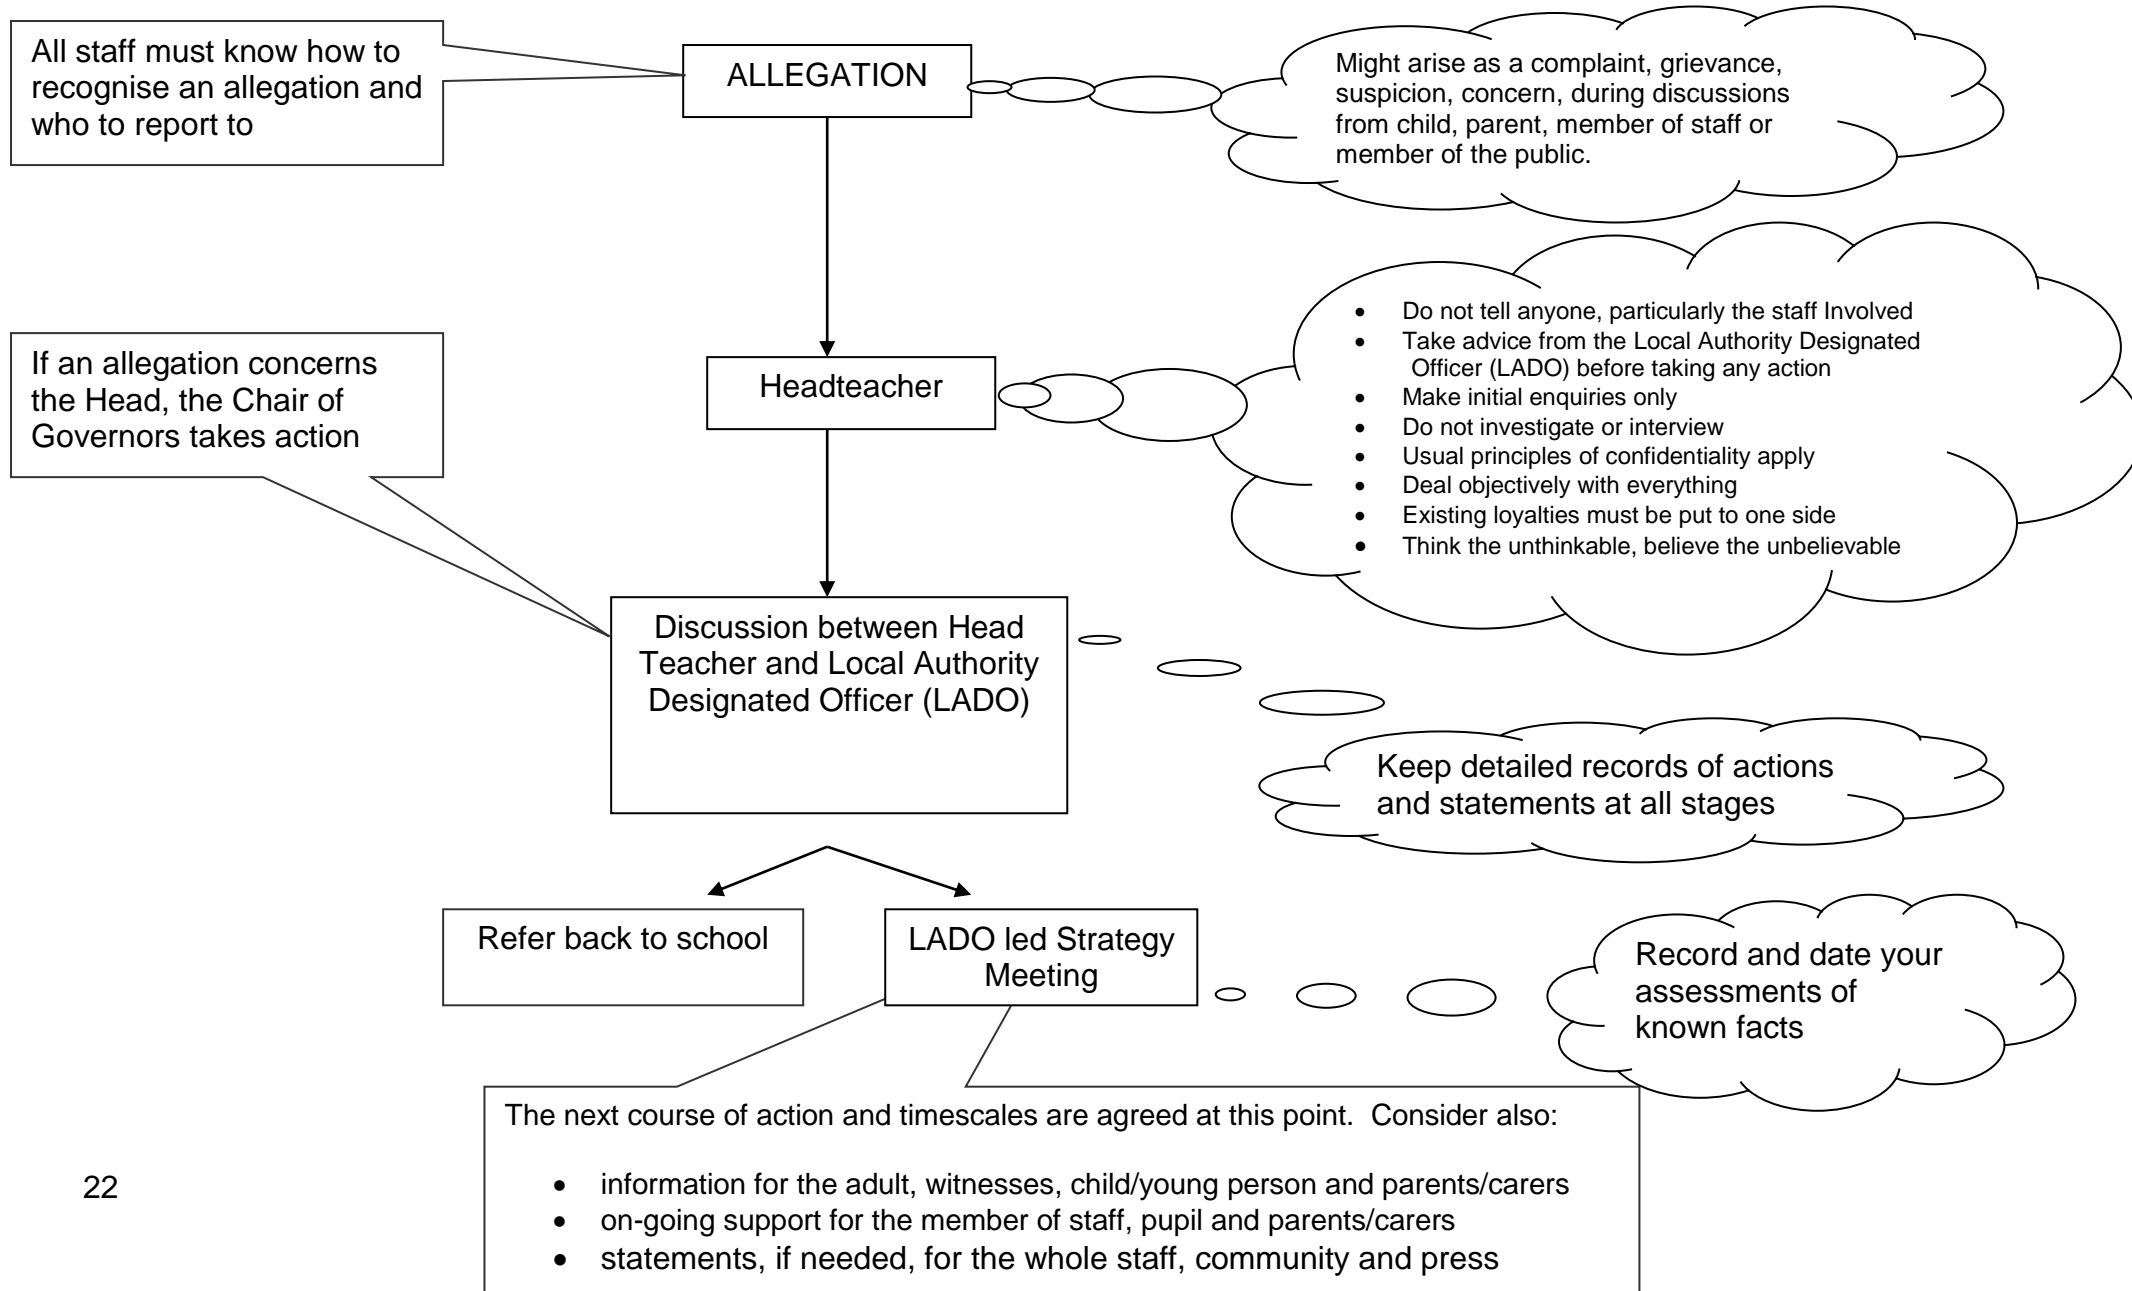 All staff must know how to
recognise an allegation and
who to report to
ALLEGATION
Might arise as a complaint, grievance,
suspicion, concern, during discussions
from child, parent, member of staff or
member of the public.
If an allegation concerns
the Head, the Chair of
Governors takes action
Headteacher
• Do not tell anyone, particularly the staff Involved
• Take advice from the Local Authority Designated
Officer (LADO) before taking any action
• Make initial enquiries only
• Do not investigate or interview
• Usual principles of confidentiality apply
• Deal objectively with everything
• Existing loyalties must be put to one side
• Think the unthinkable, believe the unbelievable
Discussion between Head
Teacher and Local Authority
Designated Officer (LADO)
Keep detailed records of actions
and statements at all stages
Refer back to school
LADO led Strategy
Meeting
Record and date your
assessments of
known facts
The next course of action and timescales are agreed at this point.  Consider also:
• information for the adult, witnesses, child/young person and parents/carers
• on-going support for the member of staff, pupil and parents/carers
• statements, if needed, for the whole staff, community and press
22